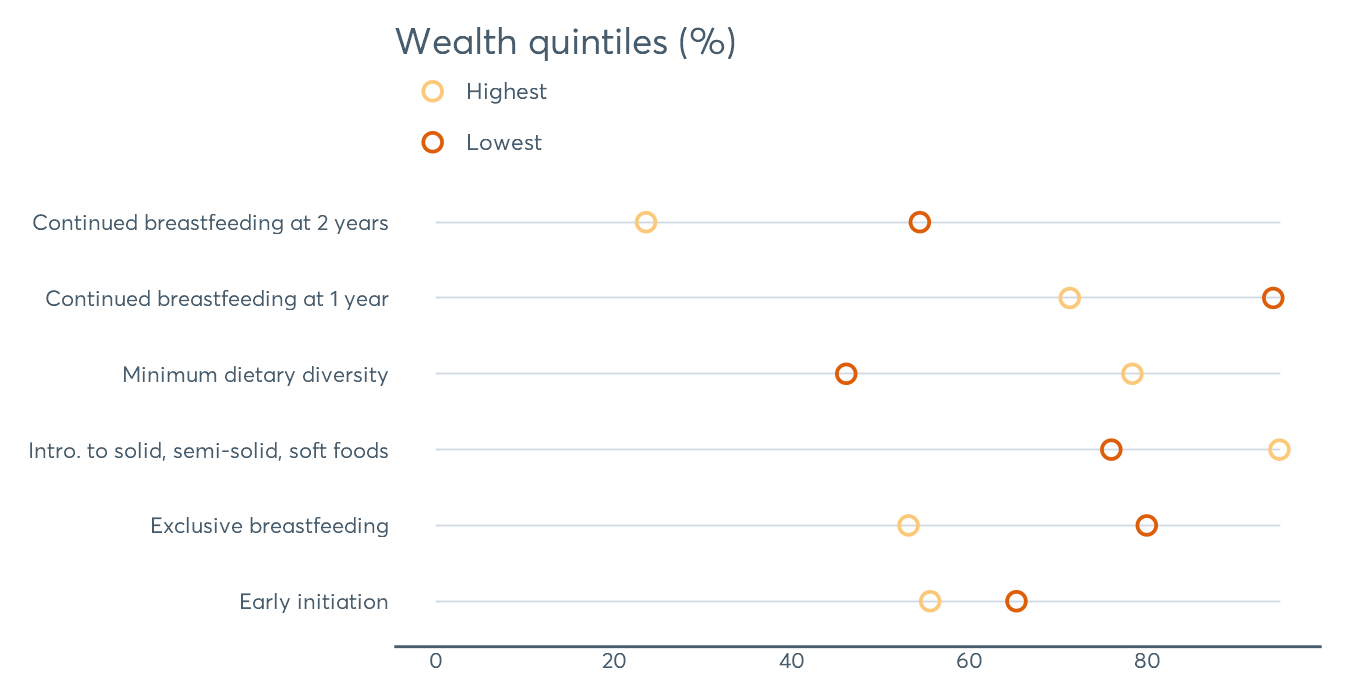 Wealth quintiles (%)
Highest
Lowest
Continued breastfeeding at 2 years
Continued breastfeeding at 1 year
Minimum dietary diversity
Intro. to solid, semi-solid, soft foods
Exclusive breastfeeding
Early initiation
0 20 40 60 80